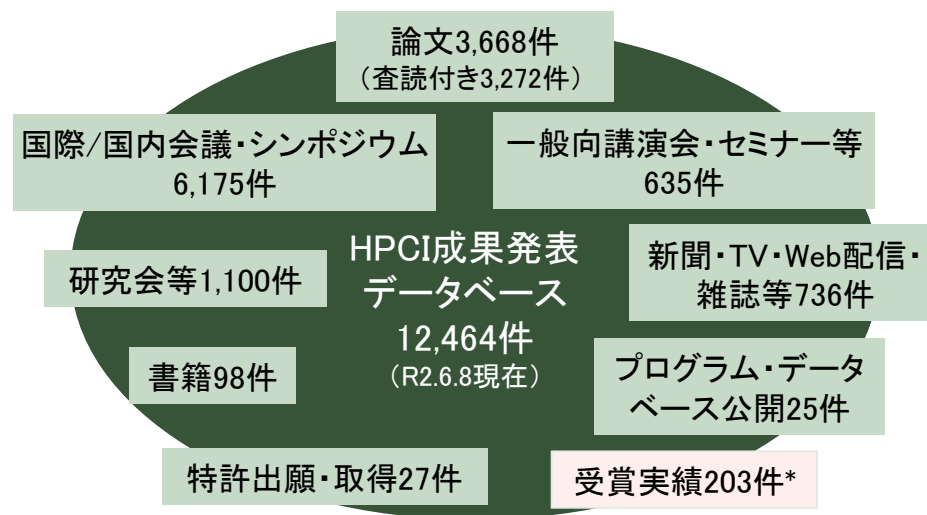 論文3,668件
（査読付き3,272件）
国際/国内会議・シンポジウム
6,175件
一般向講演会・セミナー等
635件
HPCI成果発表
データベース
12,464件
（R2.6.8現在）
研究会等1,100件
新聞・TV・Web配信・
雑誌等736件
書籍98件
プログラム・データ
ベース公開25件
特許出願・取得27件
受賞実績203件*